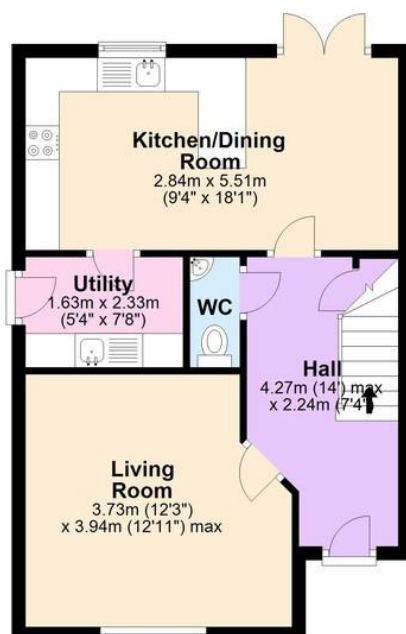 Kitchen/Dining
Room
2.84m x 5.51m
(9'4" x 18'1")
Utility
1.63m x 2.33m
(5'4" x 7'8")
WC
Hall
4.27m (14') max
x 2.24m (7'4")
Living
Room
3.73m (12'3")
x 3.94m (12'11") max